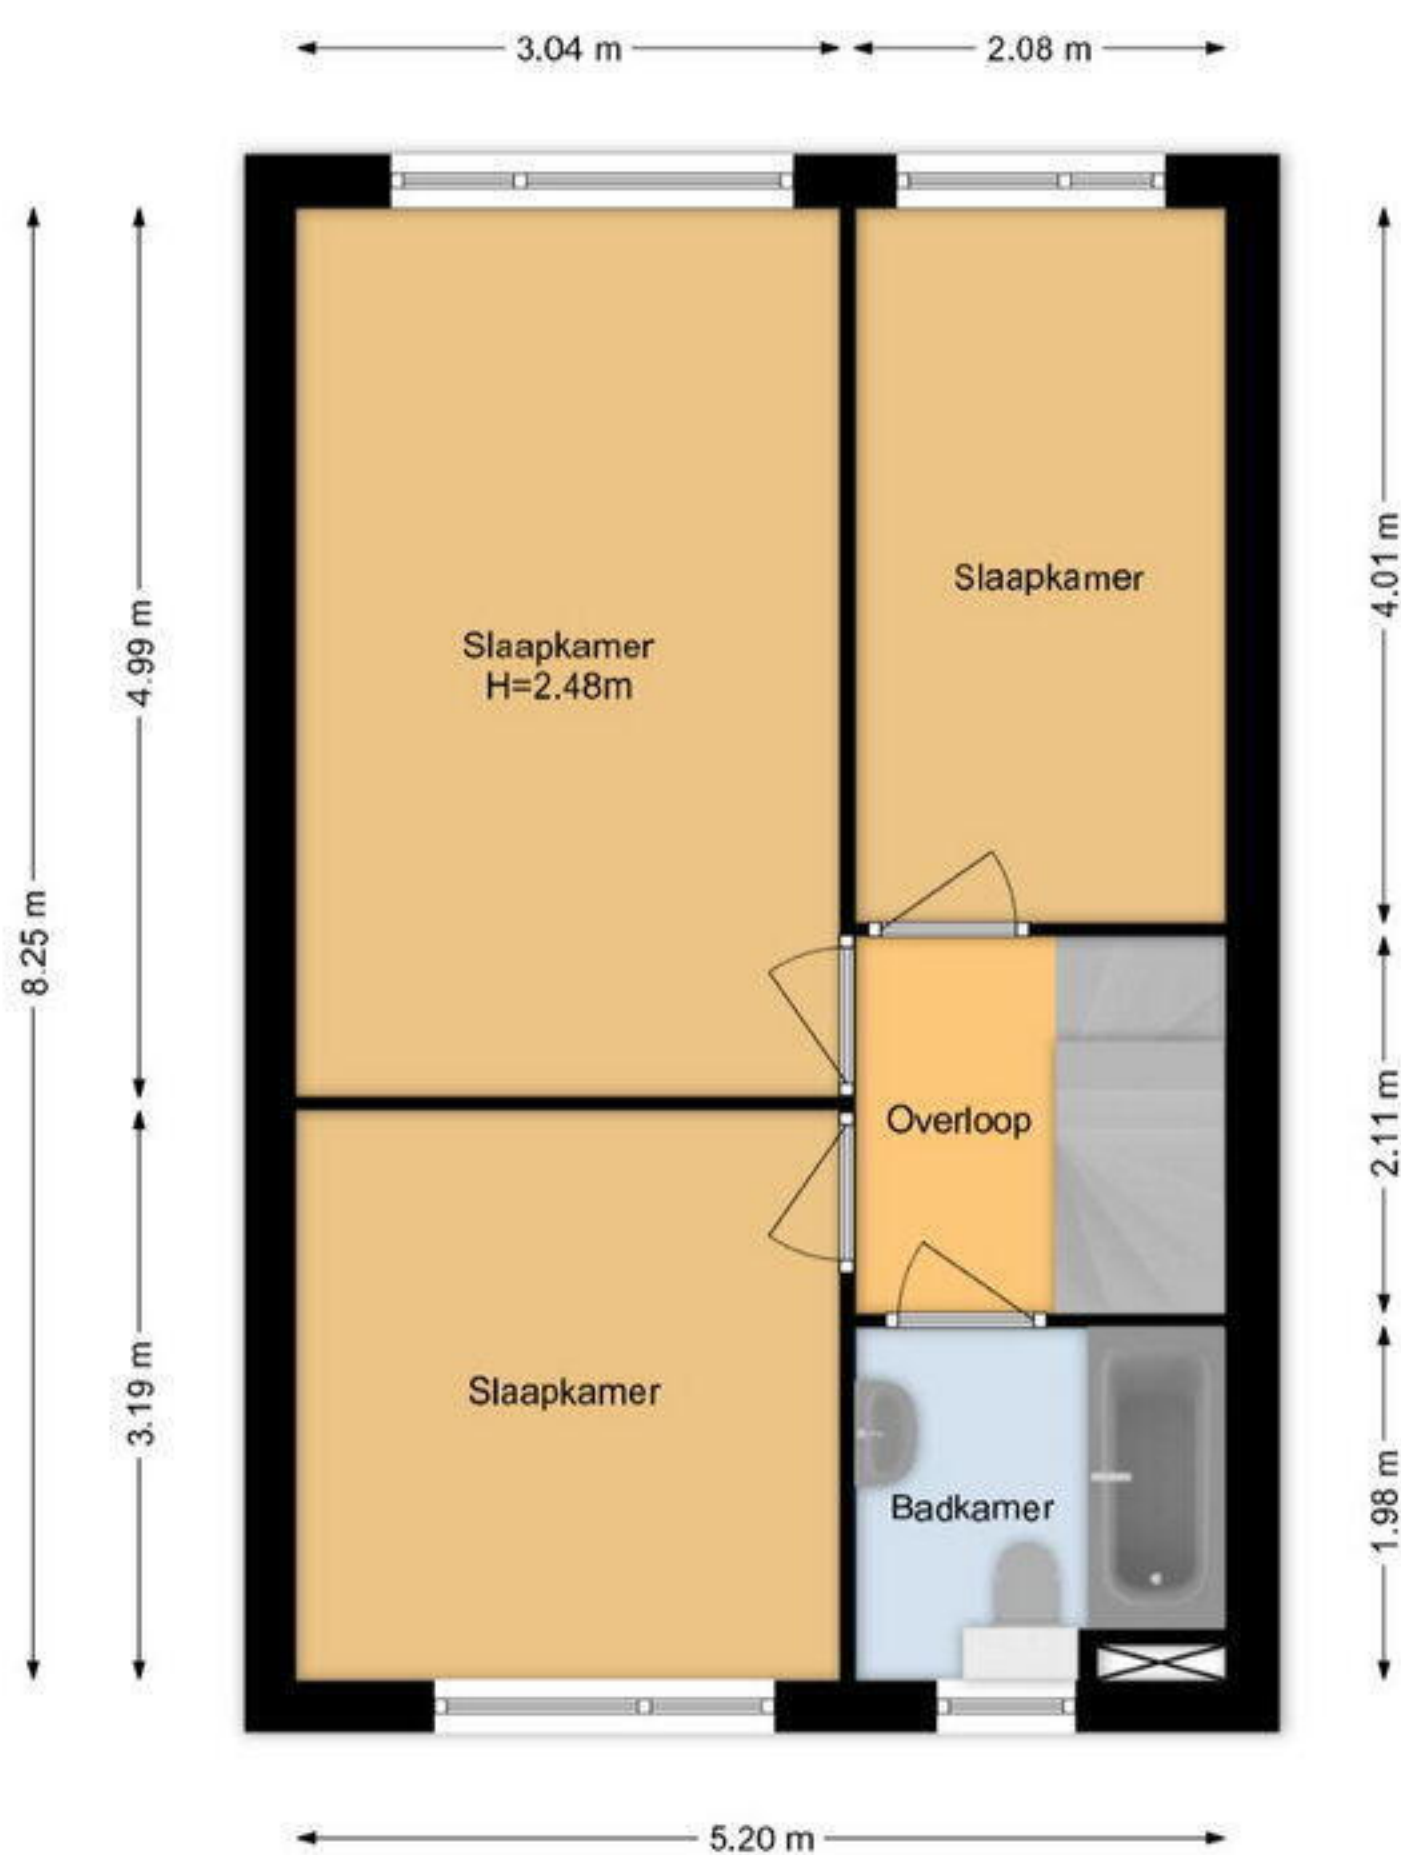 3.04 m
2.08 m
8.25 m
4.99 m
3.19 m
4.01 m
2.11 m
1.98 m
Slaapkamer
Slaapkamer
H=2.48m
Overloop
Slaapkamer
Badkamer
5.20 m